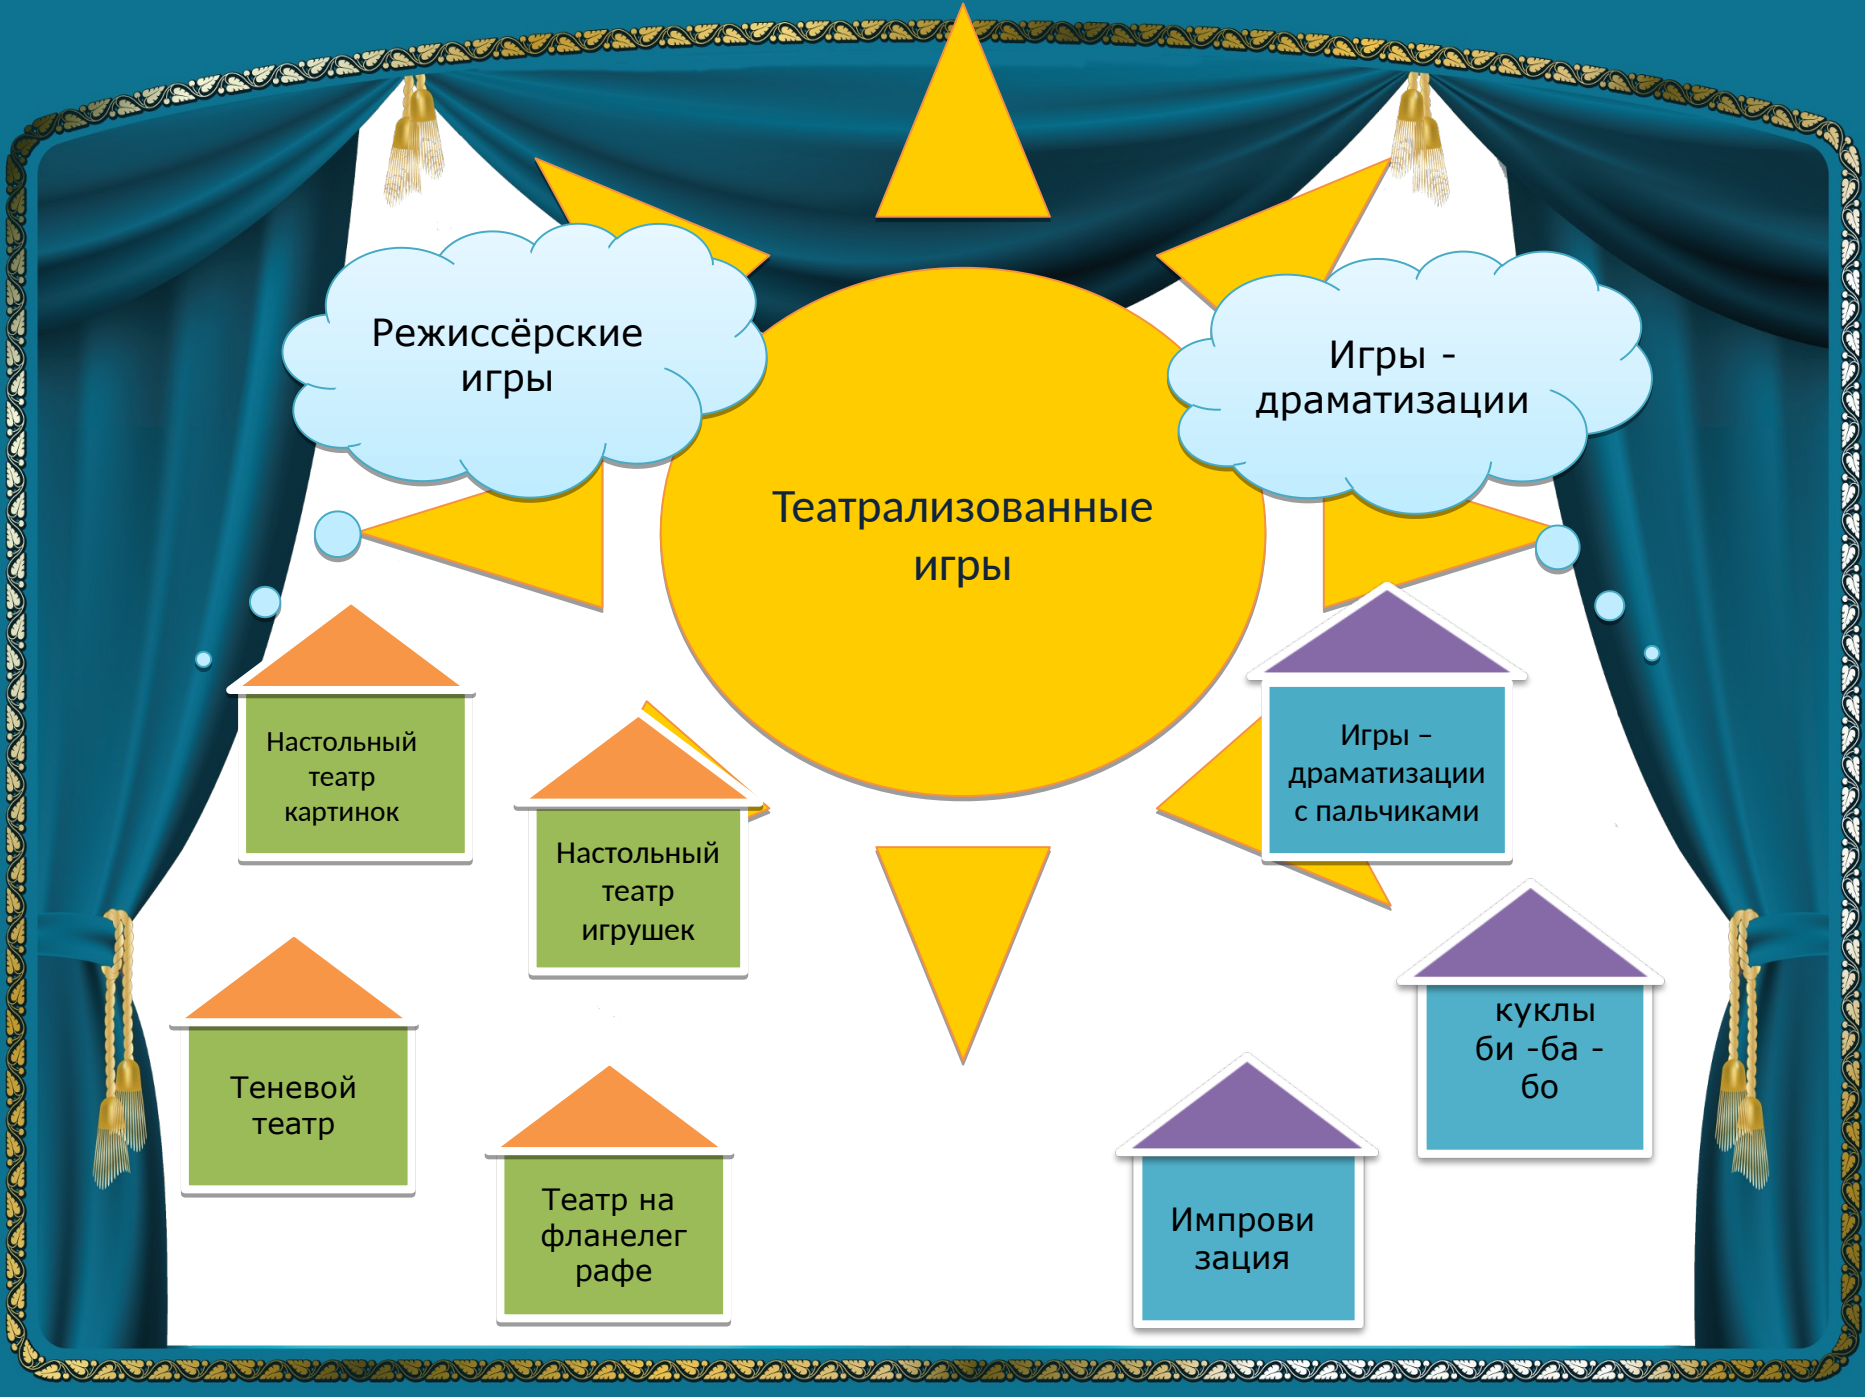 Режиссёрские
игры
Игры -
драматизации
Театрализованные
игры
Настольный
театр
картинок
Настольный
театр
игрушек
Игры –
драматизации
с пальчиками
Теневой
театр
Театр на
фланелег
рафе
куклы
би -ба -
бо
Импрови
зация